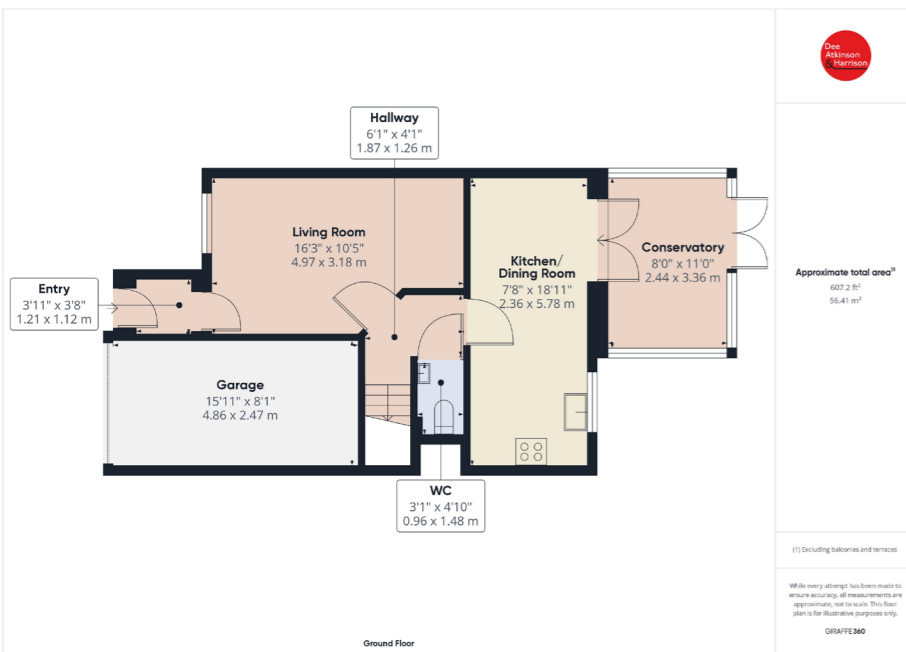 Dee
Atkinson
& Harrison
Hallway
6'1" x 4'1"
1.87 x 1.26 m
Living Room
16'3" x 10'5"
4.97 x 3.18 m
Kitchen/
Dining Room
7'8" x 18'11"
2.36 x 5.78 m
Conservatory
8'0" x 11'0"
2.44 x 3.36 m
Entry
3'11" x 3'8"
1.21 x 1.12 m
Garage
15'11" x 8'1"
4.86 x 2.47 m
WC
3'1" x 4'10"
0.96 x 1.48 m
Ground Floor
Approximate total area⁽¹⁾
607.2 ft²
56.41 m²
(1) Excluding balconies and terraces
While every attempt has been made to
ensure accuracy, all measurements are
approximate, not to scale. This floor
plan is for illustrative purposes only.
GIRAFFE360